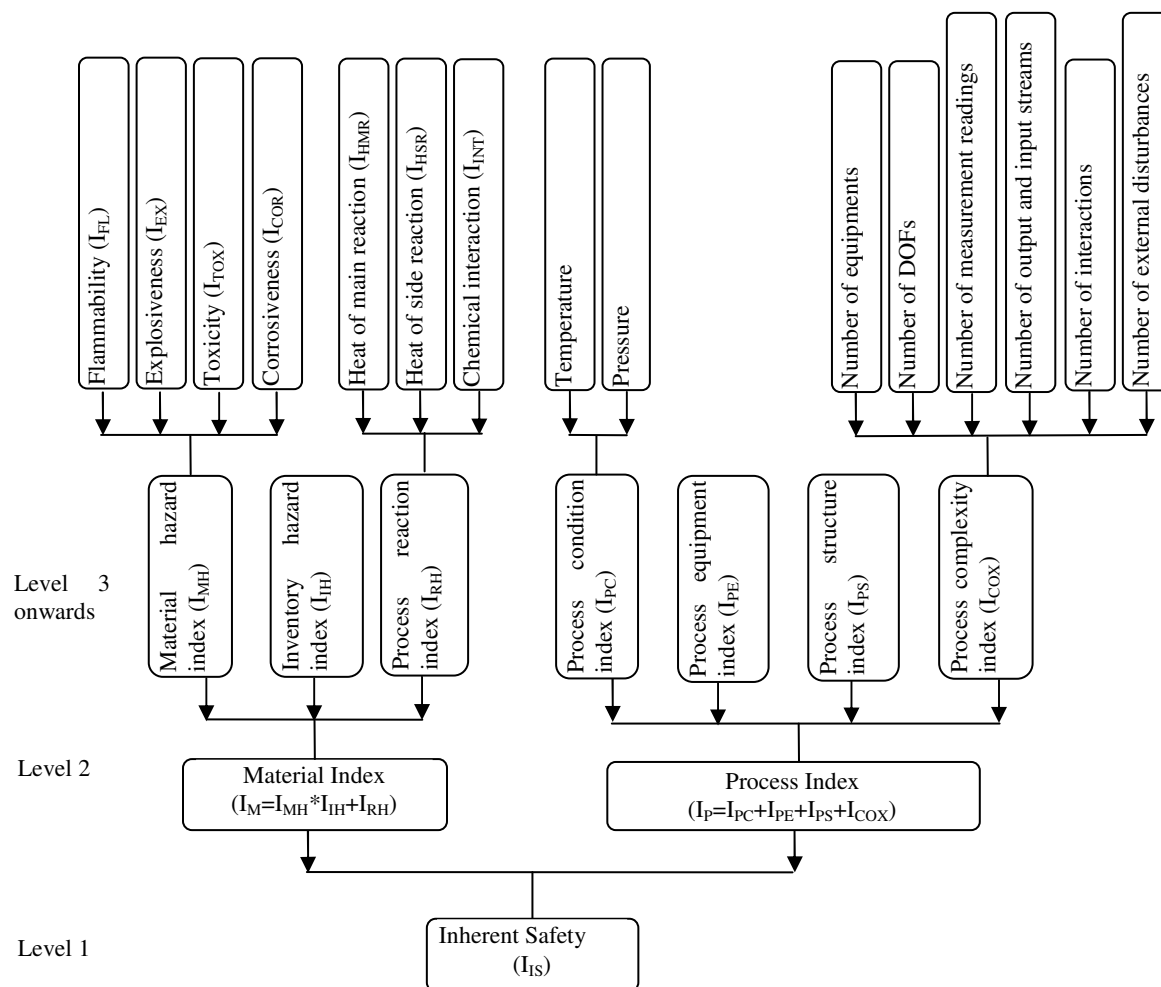 Flammability (I_FL)
Explosiveness (I_EX)
Toxicity (I_TOX)
Corrosiveness (I_COR)
Heat of main reaction (I_HMR)
Heat of side reaction (I_HSR)
Chemical interaction (I_INT)
Temperature
Pressure
Number of equipments
Number of DOFs
Number of measurement readings
Number of output and input streams
Number of interactions
Number of external disturbances
Level 3
onwards
Material hazard
index (I_MH)
Inventory hazard
index (I_IH)
Process reaction
index (I_RH)
Process condition
index (I_PC)
Process equipment
index (I_PE)
Process structure
index (I_PS)
Process complexity
index (I_COX)
Level 2
Material Index
(I_M=I_MH*I_IH+I_RH)
Process Index
(I_P=I_PC+I_PE+I_PS+I_COX)
Level 1
Inherent Safety
(I_IS)